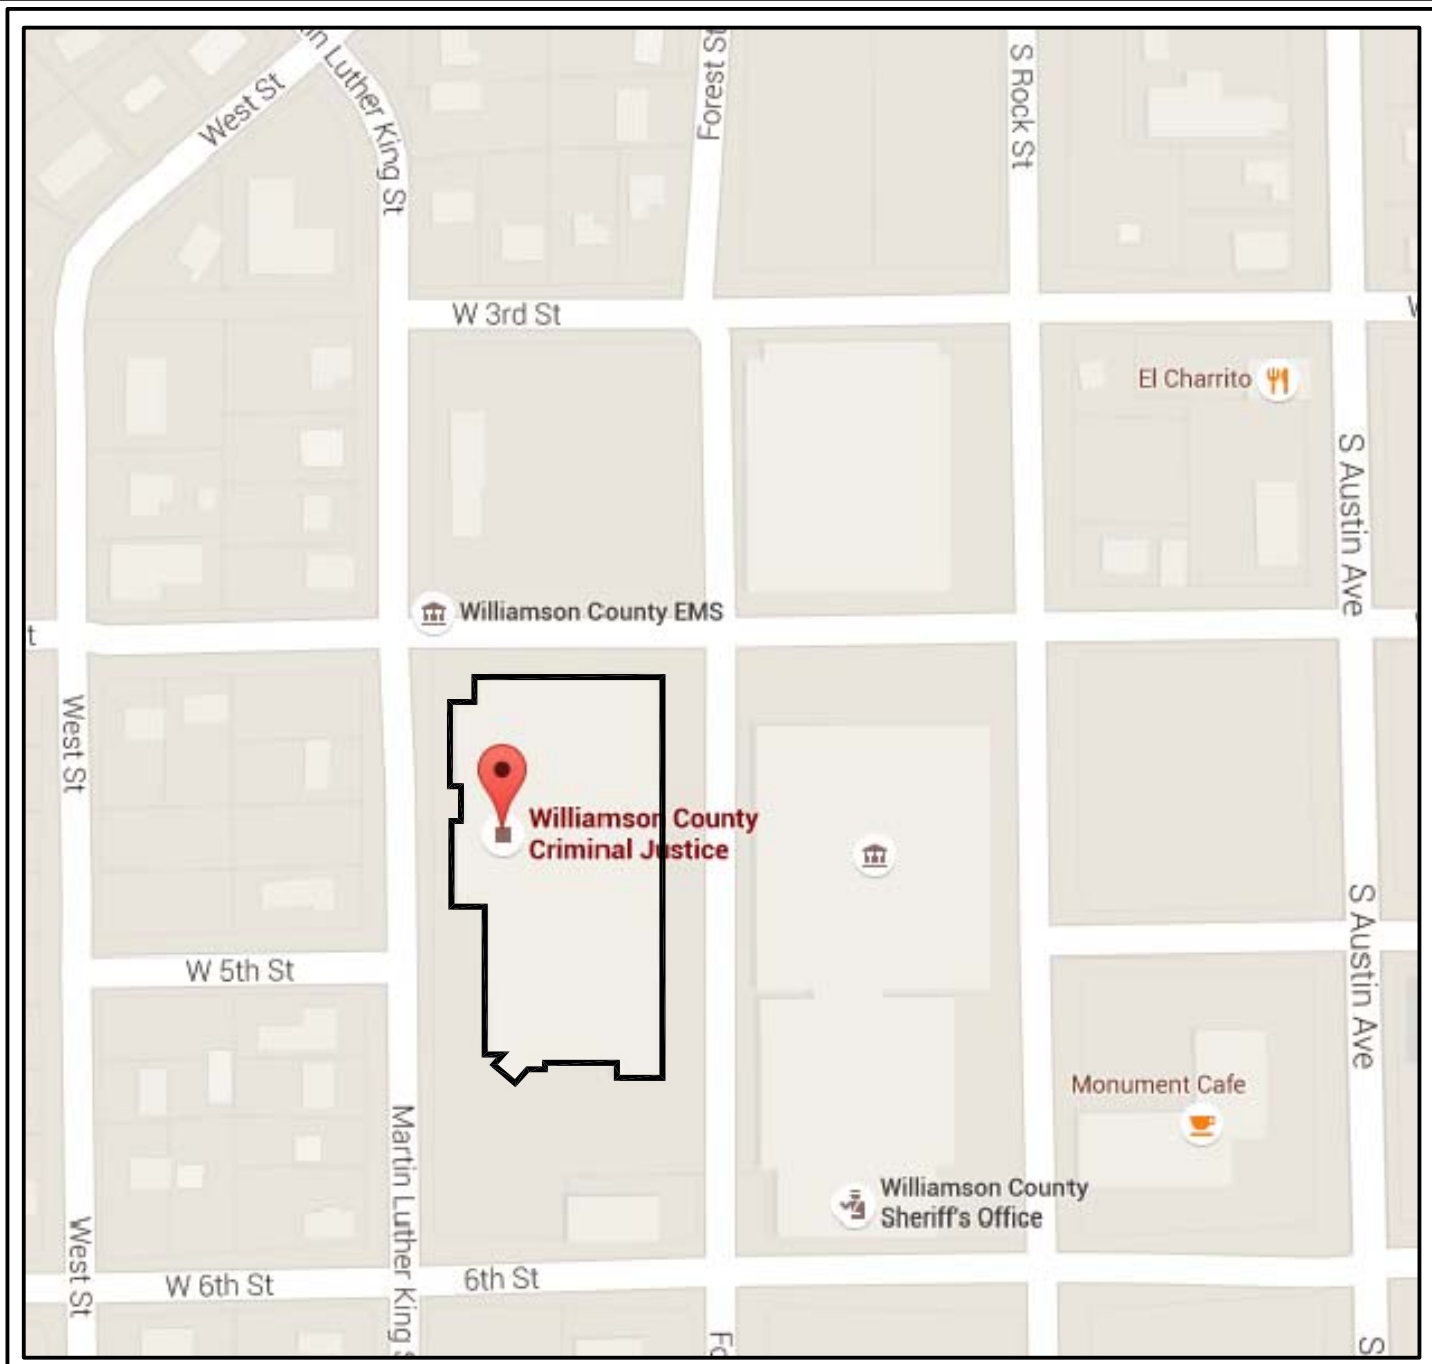 in Luther King St
West St
Forest St
S Rock St
W 3rd St
El Charrito
S Austin Ave
Williamson County EMS
t
West St
Williamson County
Criminal Justice
S Austin Ave
W 5th St
Monument Cafe
Martin Luther King S
Williamson County
Sheriff's Office
West St
W 6th St
6th St
Fo
S